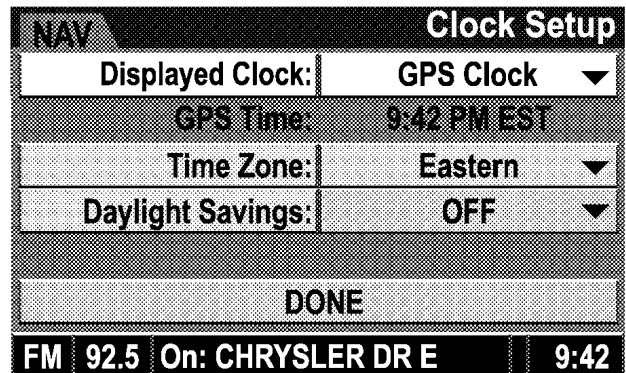 NAV Clock Setup
Displayed Clock: GPS Clock
GPS Time: 9:42 PM EST
Time Zone: Eastern
Daylight Savings: OFF
DONE
FM 92.5 On: CHRYSLER DR E 9:42